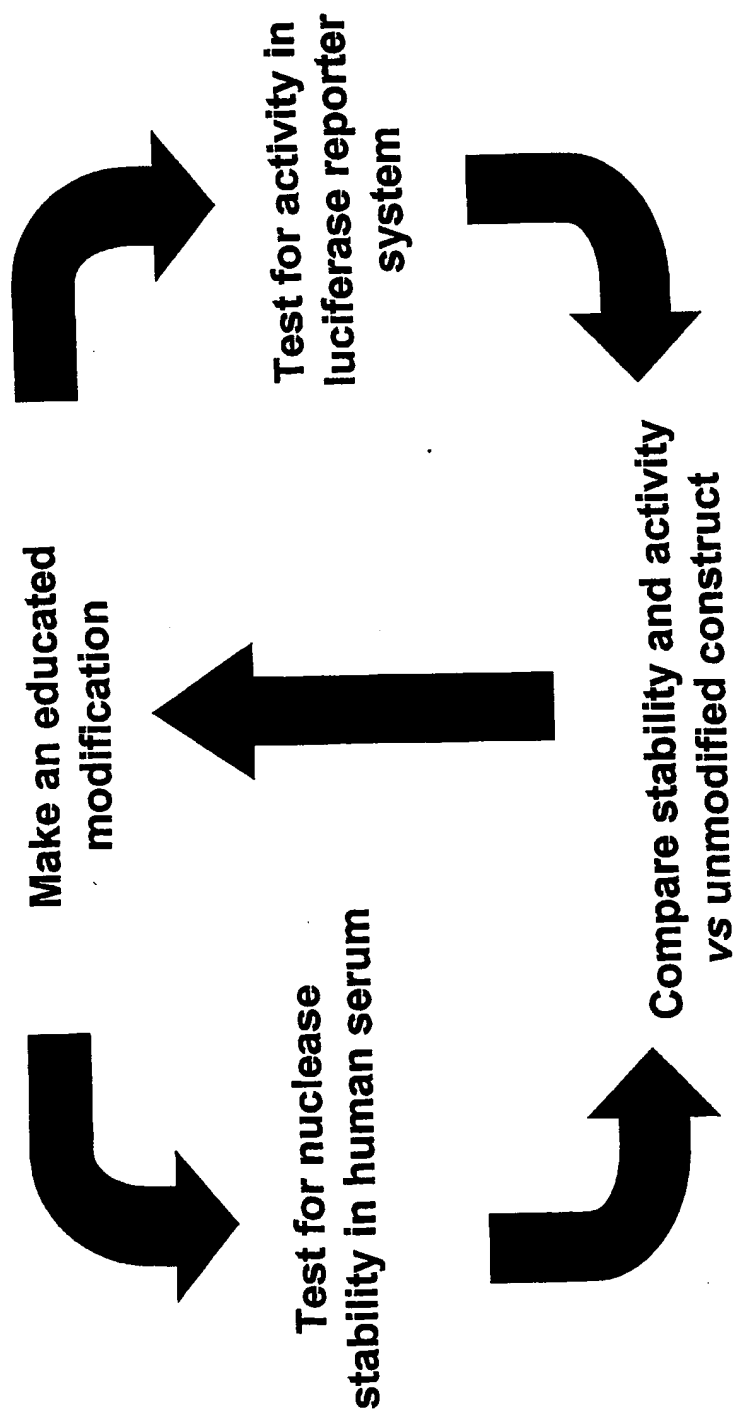 Make an educated
modification
Test for nuclease
stability in human serum
Test for activity in
luciferase reporter
system
Compare stability and activity
vs unmodified construct